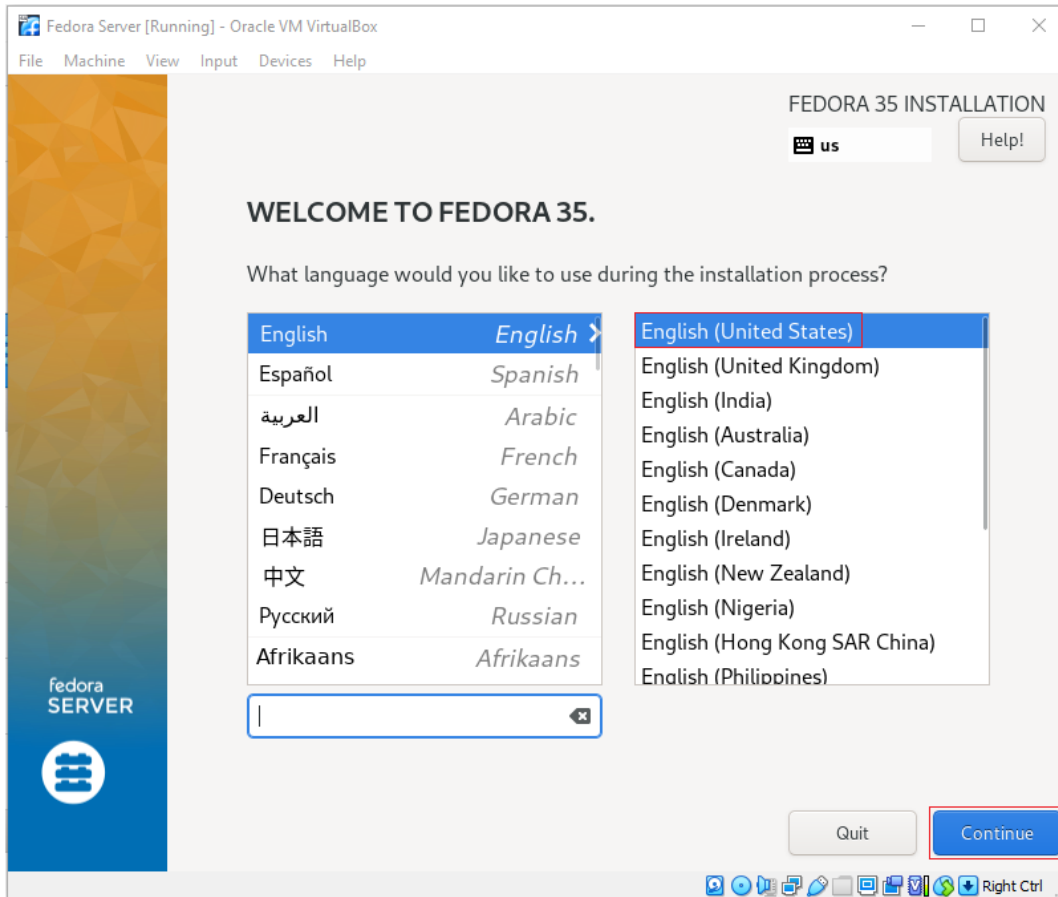 Fedora Server [Running] - Oracle VM VirtualBox
File Machine View Input Devices Help
FEDORA 35 INSTALLATION
us
Help!
WELCOME TO FEDORA 35.
What language would you like to use during the installation process?
English English
Español Spanish
العربية Arabic
Français French
Deutsch German
日本語 Japanese
中文 Mandarin Ch...
Русский Russian
Afrikaans Afrikaans
English (United States)
English (United Kingdom)
English (India)
English (Australia)
English (Canada)
English (Denmark)
English (Ireland)
English (New Zealand)
English (Nigeria)
English (Hong Kong SAR China)
English (Philippines)
fedora
SERVER
Quit
Continue
Right Ctrl